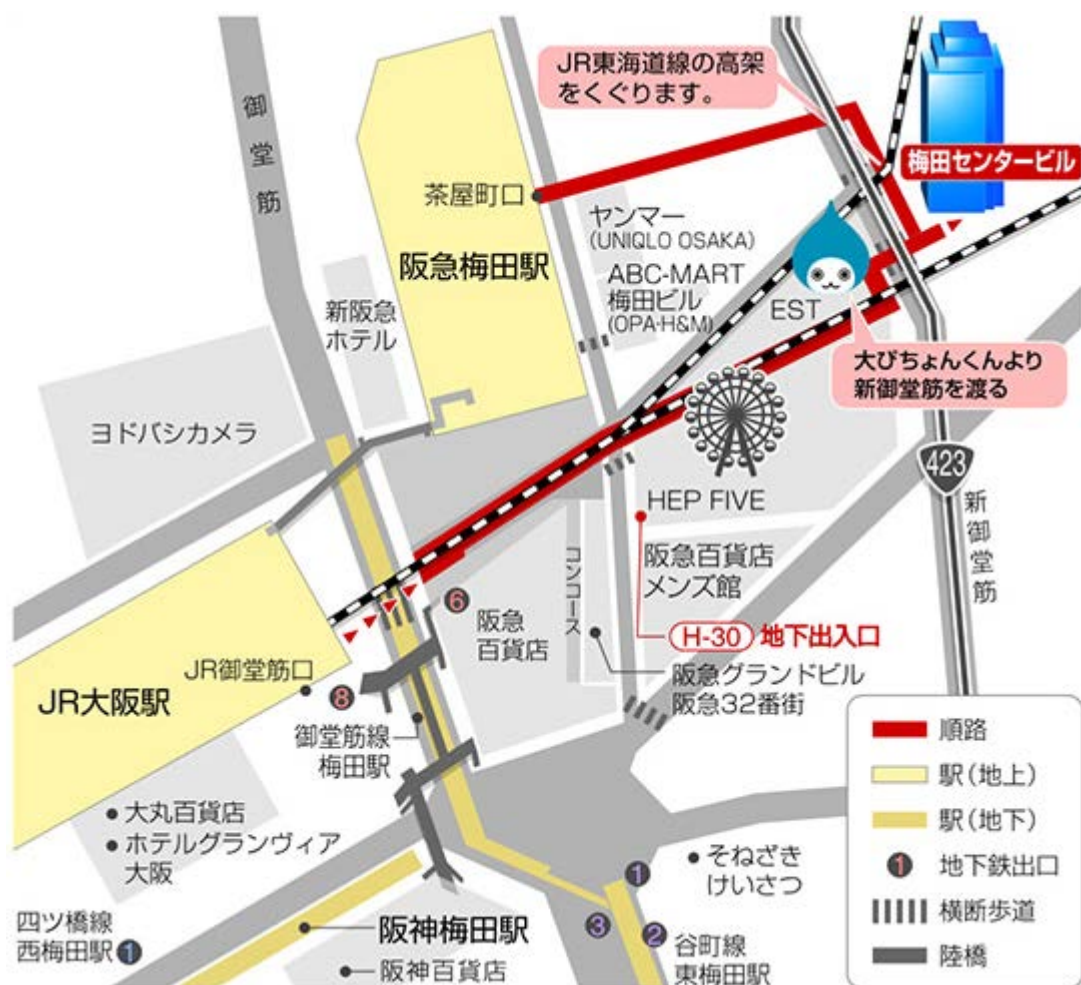 JR東海道線の高架
をくぐります。
御堂筋
梅田センタービル
茶屋町口
ヤンマー
(UNIQLO OSAKA)
阪急梅田駅
ABC-MART
梅田ビル
(OPA·H&M)
EST
新阪急
ホテル
大ぴちょんくんより
新御堂筋を渡る
ヨドバシカメラ
423
HEP FIVE
新御堂筋
コンコース
阪急百貨店
メンズ館
6
阪急
百貨店
H-30 地下出入口
JR御堂筋口
8
阪急グランドビル
阪急32番街
JR大阪駅
御堂筋線
梅田駅
順路
駅(地上)
大丸百貨店
ホテルグランヴィア
大阪
駅(地下)
1 地下鉄出口
1
そねざき
けいさつ
横断歩道
四ツ橋線
西梅田駅 1
阪神梅田駅
3
2
谷町線
東梅田駅
陸橋
阪神百貨店